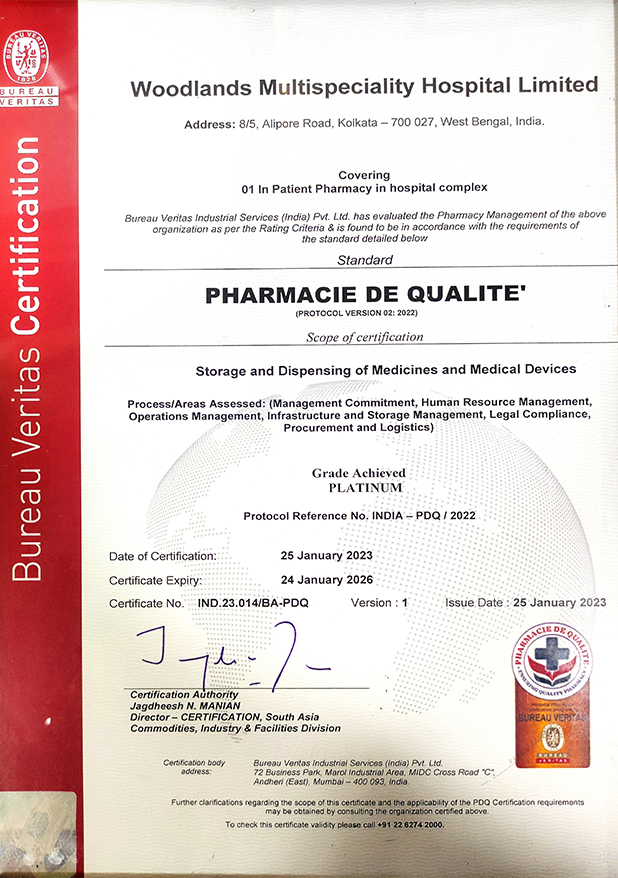 BUREAU VERITAS
1828
BUREAU
VERITAS
Bureau Veritas Certification
Woodlands Multispeciality Hospital Limited
Address: 8/5, Alipore Road, Kolkata – 700 027, West Bengal, India.
Covering
01 In Patient Pharmacy in hospital complex
Bureau Veritas Industrial Services (India) Pvt. Ltd. has evaluated the Pharmacy Management of the above
organization as per the Rating Criteria & is found to be in accordance with the requirements of
the standard detailed below
Standard
PHARMACIE DE QUALITE'
(PROTOCOL VERSION 02: 2022)
Scope of certification
Storage and Dispensing of Medicines and Medical Devices
Process/Areas Assessed: (Management Commitment, Human Resource Management,
Operations Management, Infrastructure and Storage Management, Legal Compliance,
Procurement and Logistics)
Grade Achieved
PLATINUM
Protocol Reference No. INDIA – PDQ / 2022
Date of Certification: 25 January 2023
Certificate Expiry: 24 January 2026
Certificate No. IND.23.014/BA-PDQ Version : 1 Issue Date : 25 January 2023
Certification Authority
Jagdheesh N. MANIAN
Director – CERTIFICATION, South Asia
Commodities, Industry & Facilities Division
PHARMACIE DE QUALITE
ENSURING QUALITY PHARMACY
BUREAU VERITAS
BUREAU
VERITAS
Certification body
address:
Bureau Veritas Industrial Services (India) Pvt. Ltd.
72 Business Park, Marol Industrial Area, MIDC Cross Road "C",
Andheri (East), Mumbai – 400 093, India.
Further clarifications regarding the scope of this certificate and the applicability of the PDQ Certification requirements
may be obtained by consulting the organization certified above.
To check this certificate validity please call +91 22 6274 2000.